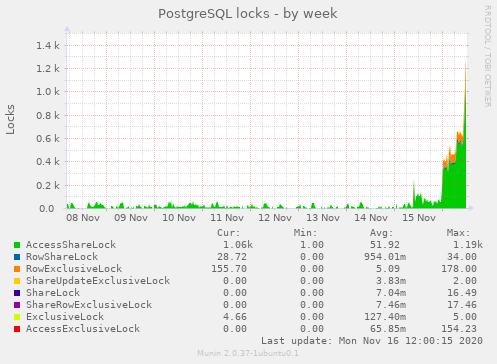 PostgreSQL locks - by week
RRDTOOL / TOBI OETIKER
Locks
1.4 k
1.2 k
1.0 k
0.8 k
0.6 k
0.4 k
0.2 k
0.0
08 Nov 09 Nov 10 Nov 11 Nov 12 Nov 13 Nov 14 Nov 15 Nov
Cur: Min: Avg: Max:
AccessShareLock 1.06k 1.00 51.92 1.19k
RowShareLock 28.72 0.00 954.01m 34.00
RowExclusiveLock 155.70 0.00 5.09 178.00
ShareUpdateExclusiveLock 0.00 0.00 3.83m 2.00
ShareLock 0.00 0.00 7.04m 16.49
ShareRowExclusiveLock 0.00 0.00 7.46m 17.46
ExclusiveLock 4.66 0.00 127.40m 5.00
AccessExclusiveLock 0.00 0.00 65.85m 154.23
Last update: Mon Nov 16 12:00:15 2020
Munin 2.0.37-1ubuntu0.1